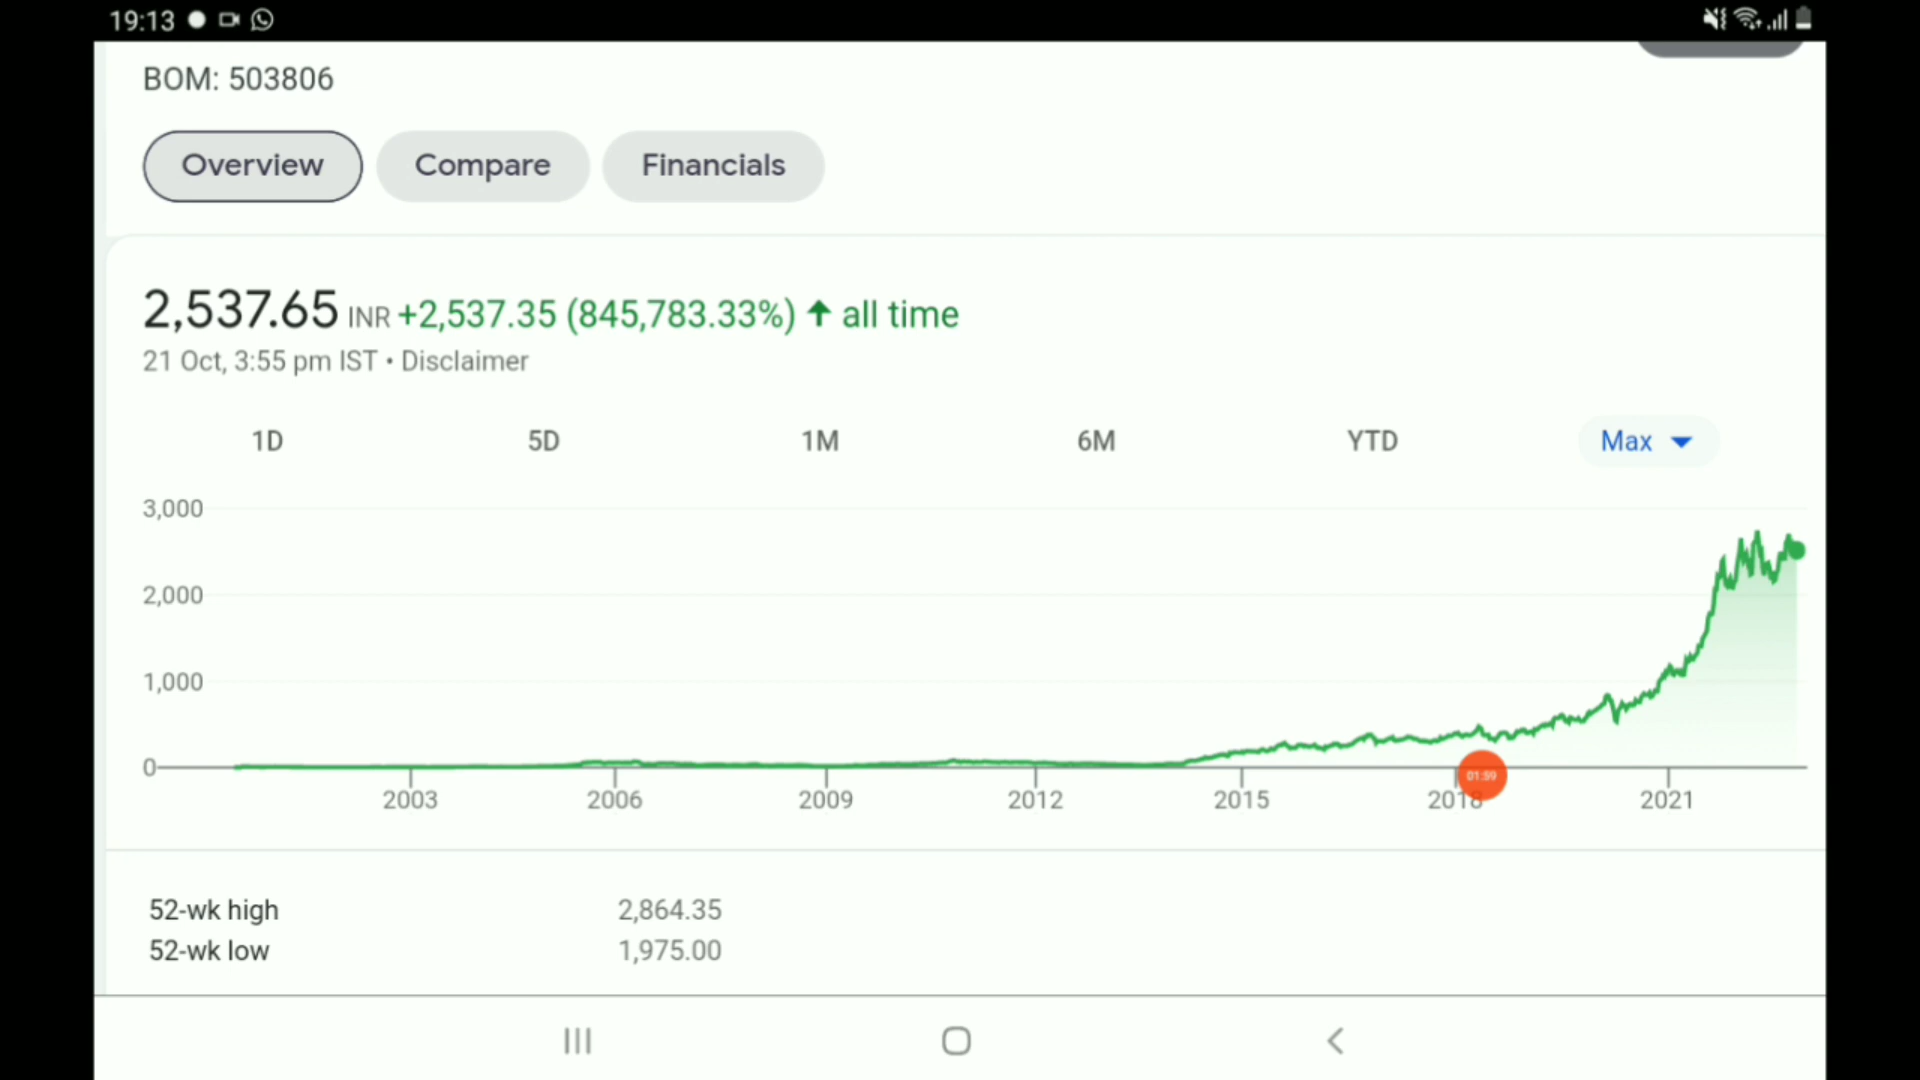 19:13
BOM: 503806
Overview Compare Financials
2,537.65 INR +2,537.35 (845,783.33%) ↑ all time
21 Oct, 3:55 pm IST • Disclaimer
1D 5D 1M 6M YTD Max
3,000
2,000
1,000
0
2003 2006 2009 2012 2015 2018 2021
01:59
52-wk high 2,864.35
52-wk low 1,975.00